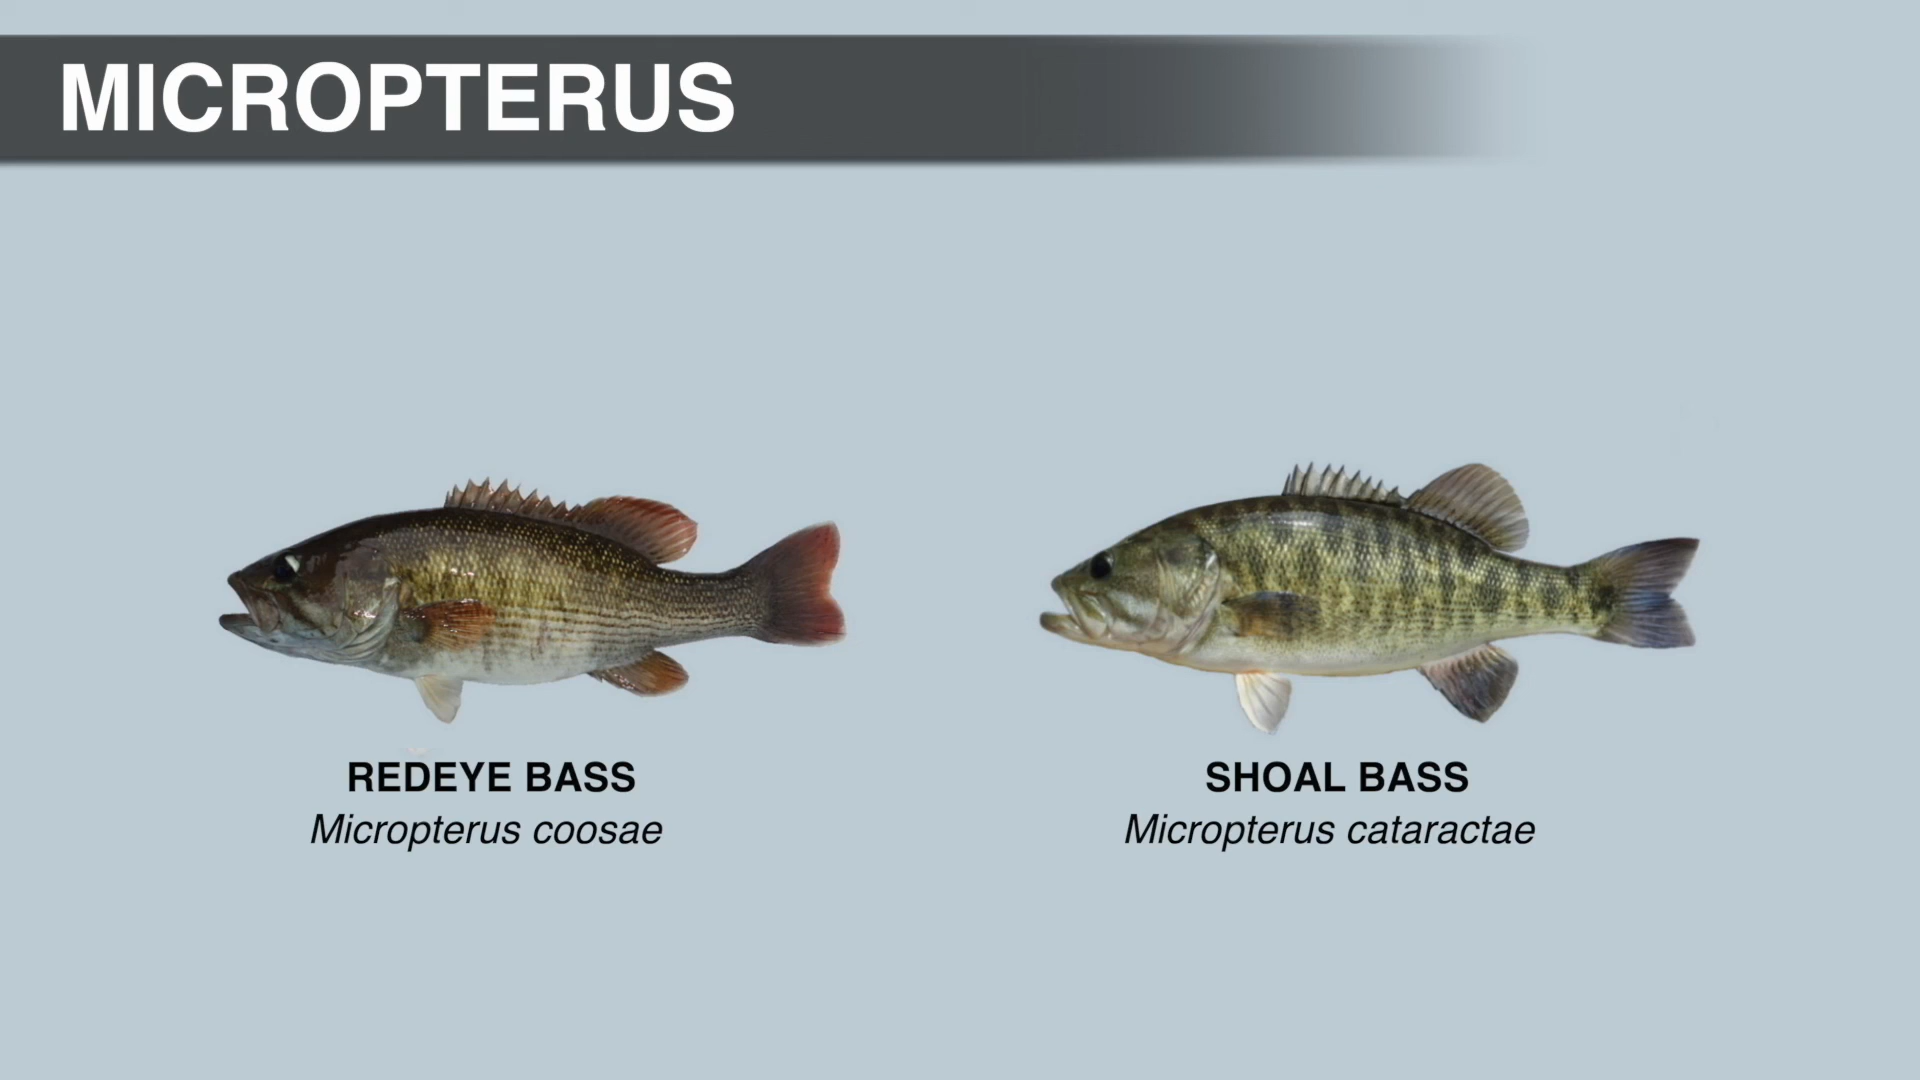 MICROPTERUS
REDEYE BASS
Micropterus coosae
SHOAL BASS
Micropterus cataractae